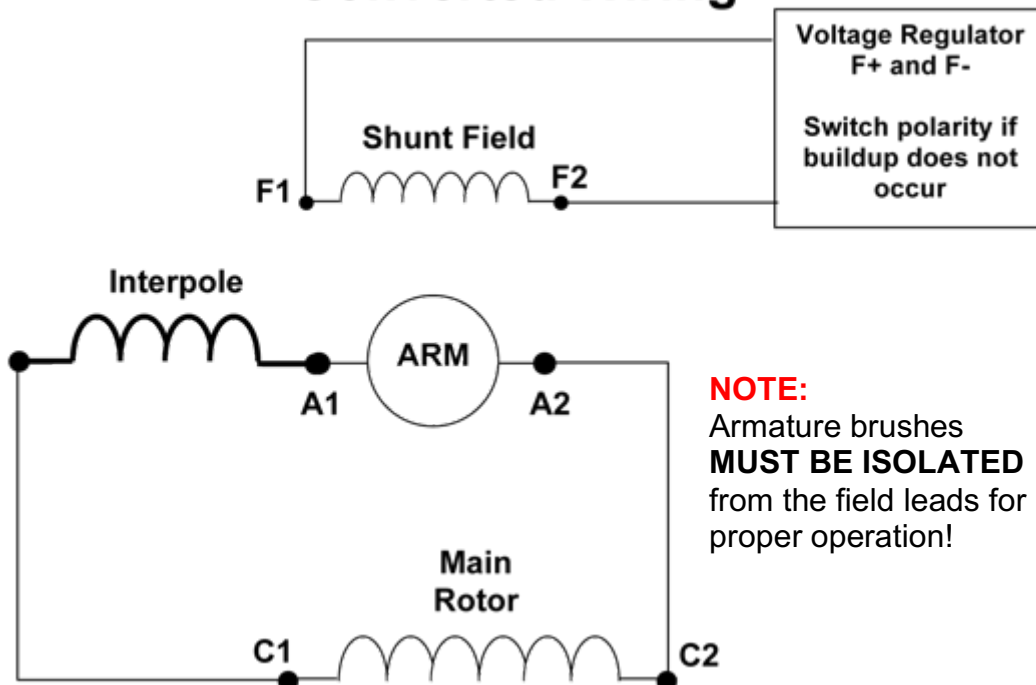 Voltage Regulator
F+ and F-
Switch polarity if
buildup does not
occur
Shunt Field
F1
F2
Interpole
ARM
A1
A2
NOTE:
Armature brushes
MUST BE ISOLATED
from the field leads for
proper operation!
Main
Rotor
C1
C2